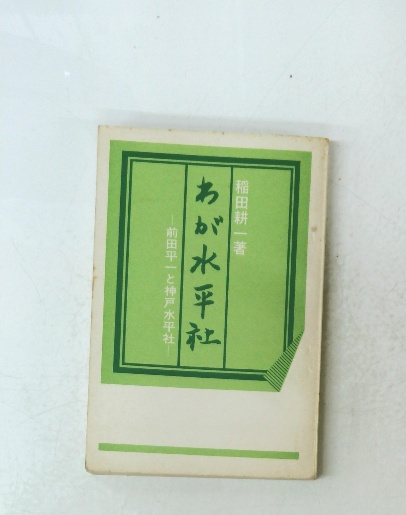 稲田耕一著
わが水平社
—前田平一と神戸水平社—